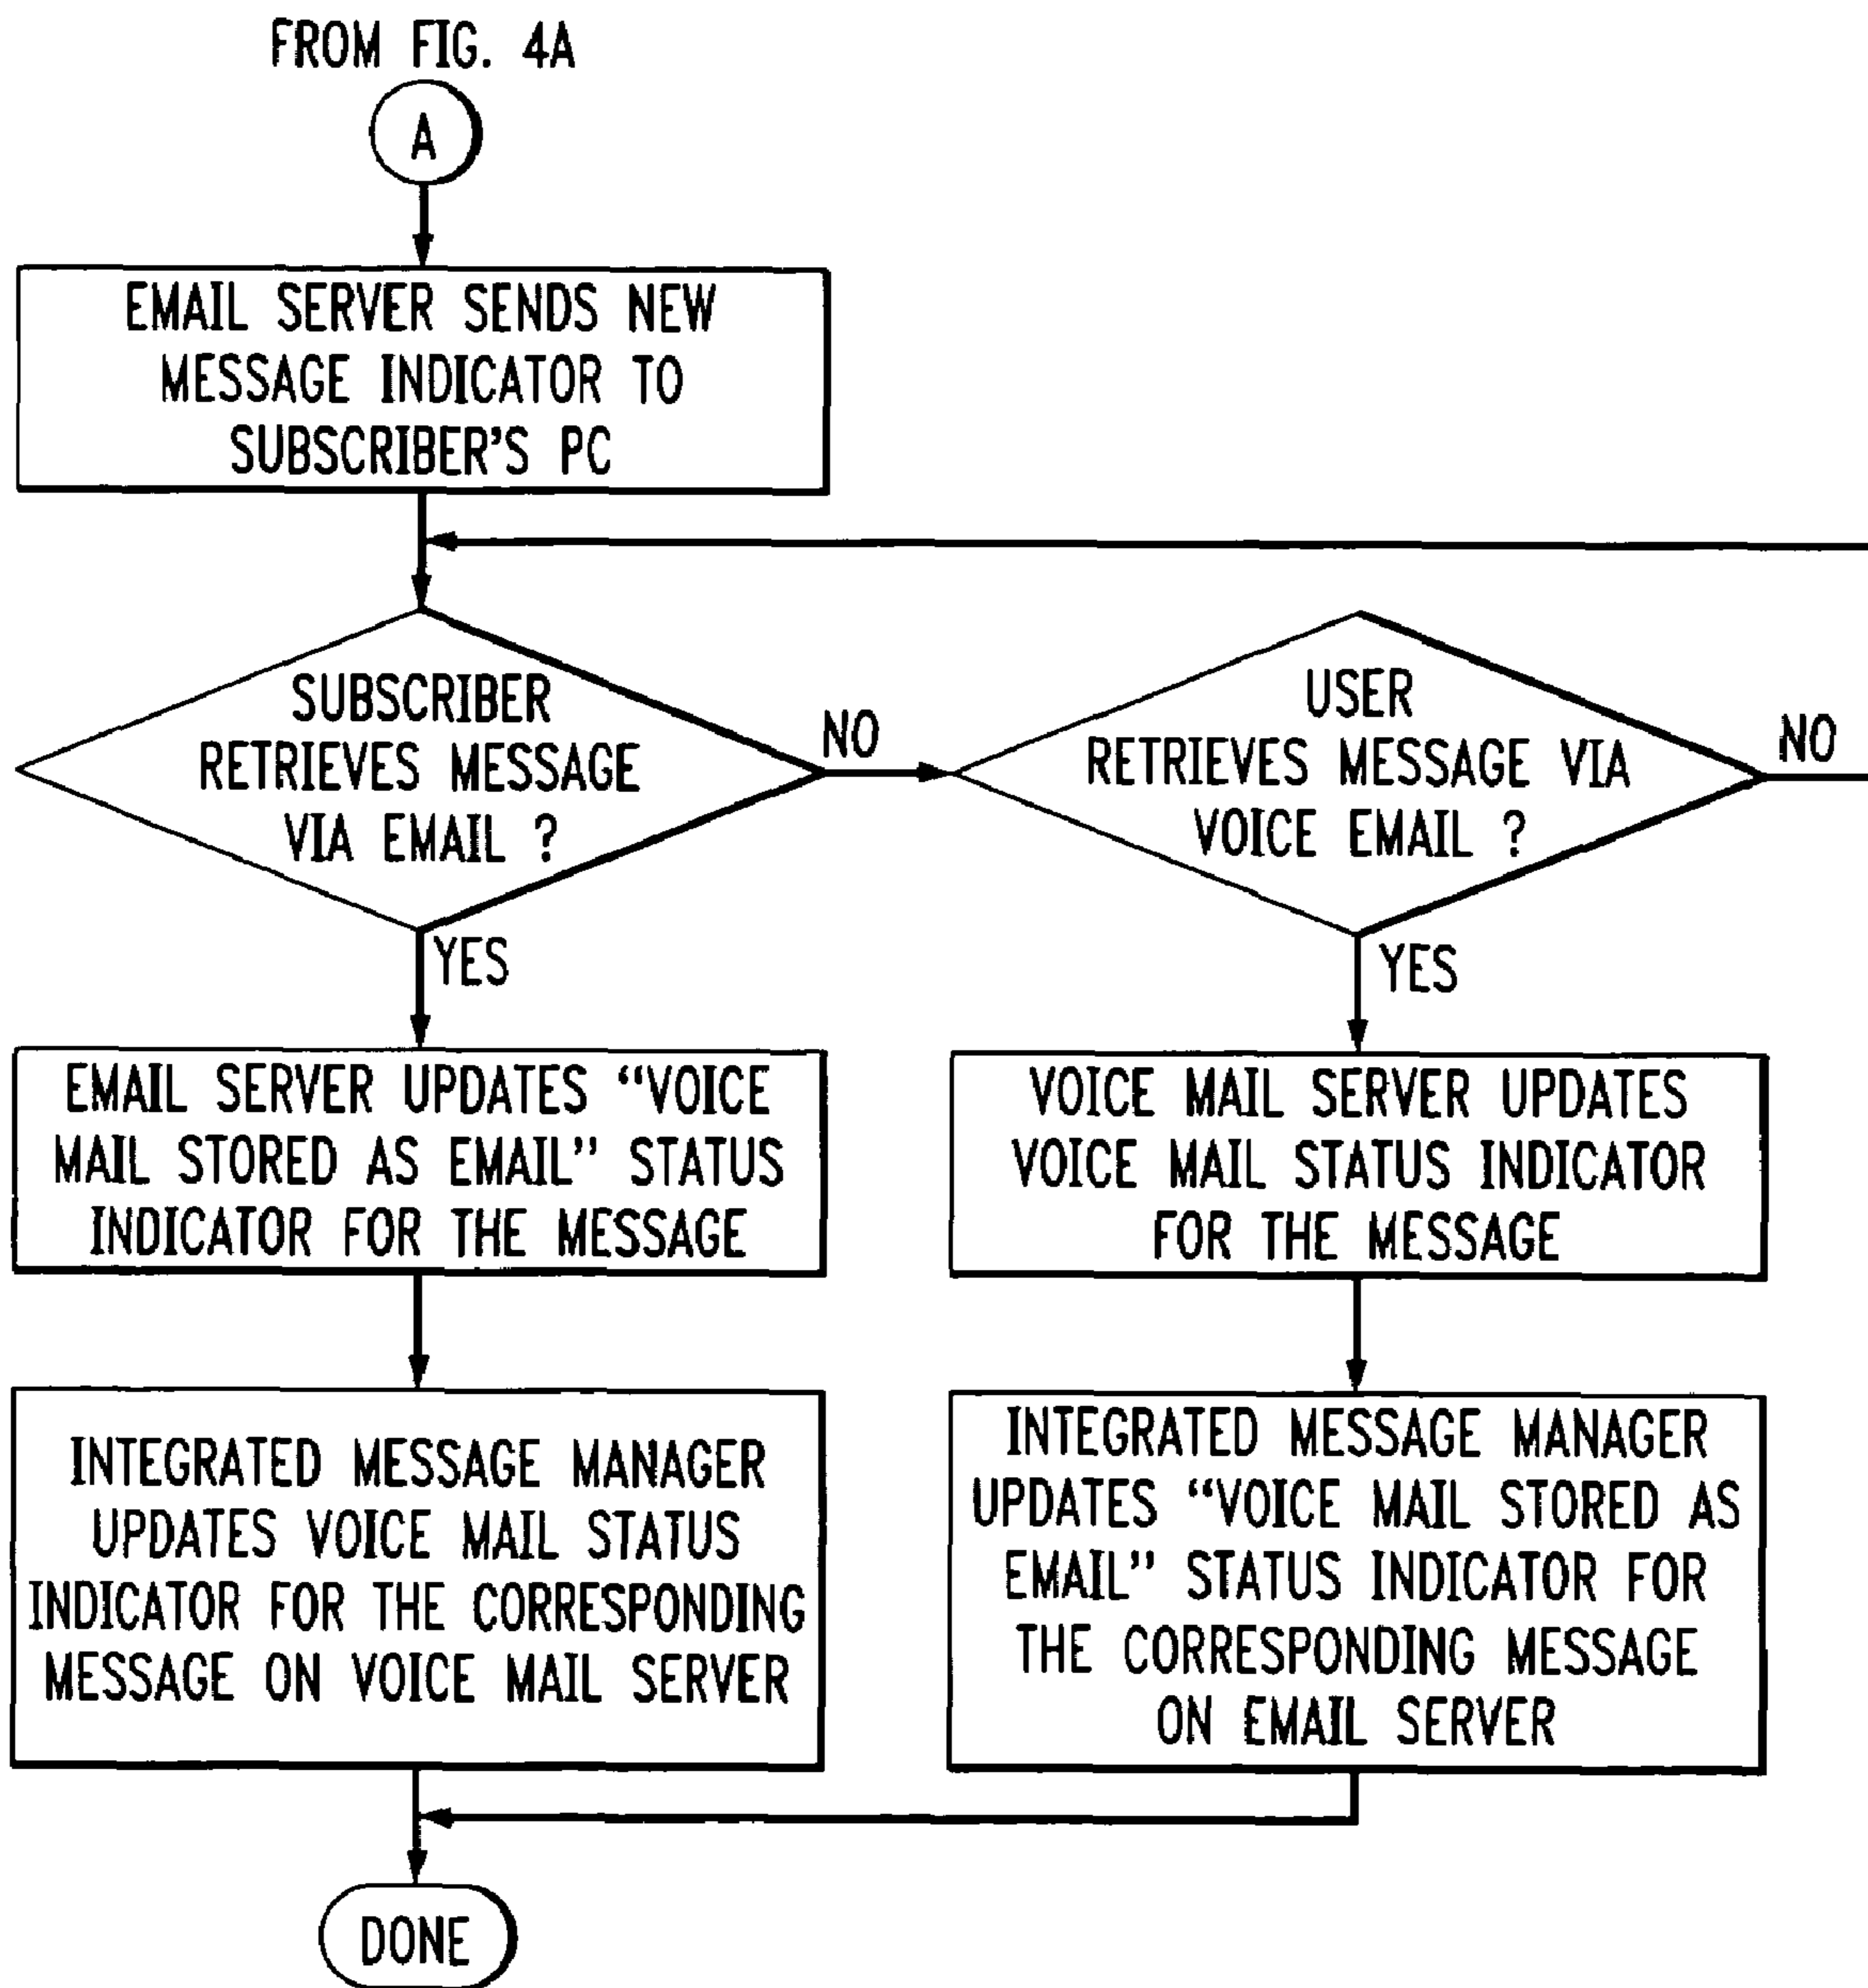 FROM FIG. 4A
A
EMAIL SERVER SENDS NEW
MESSAGE INDICATOR TO
SUBSCRIBER'S PC
SUBSCRIBER
RETRIEVES MESSAGE
VIA EMAIL ?
NO
YES
USER
RETRIEVES MESSAGE VIA
VOICE EMAIL ?
NO
YES
EMAIL SERVER UPDATES “VOICE
MAIL STORED AS EMAIL” STATUS
INDICATOR FOR THE MESSAGE
VOICE MAIL SERVER UPDATES
VOICE MAIL STATUS INDICATOR
FOR THE MESSAGE
INTEGRATED MESSAGE MANAGER
UPDATES VOICE MAIL STATUS
INDICATOR FOR THE CORRESPONDING
MESSAGE ON VOICE MAIL SERVER
INTEGRATED MESSAGE MANAGER
UPDATES “VOICE MAIL STORED AS
EMAIL” STATUS INDICATOR FOR
THE CORRESPONDING MESSAGE
ON EMAIL SERVER
DONE